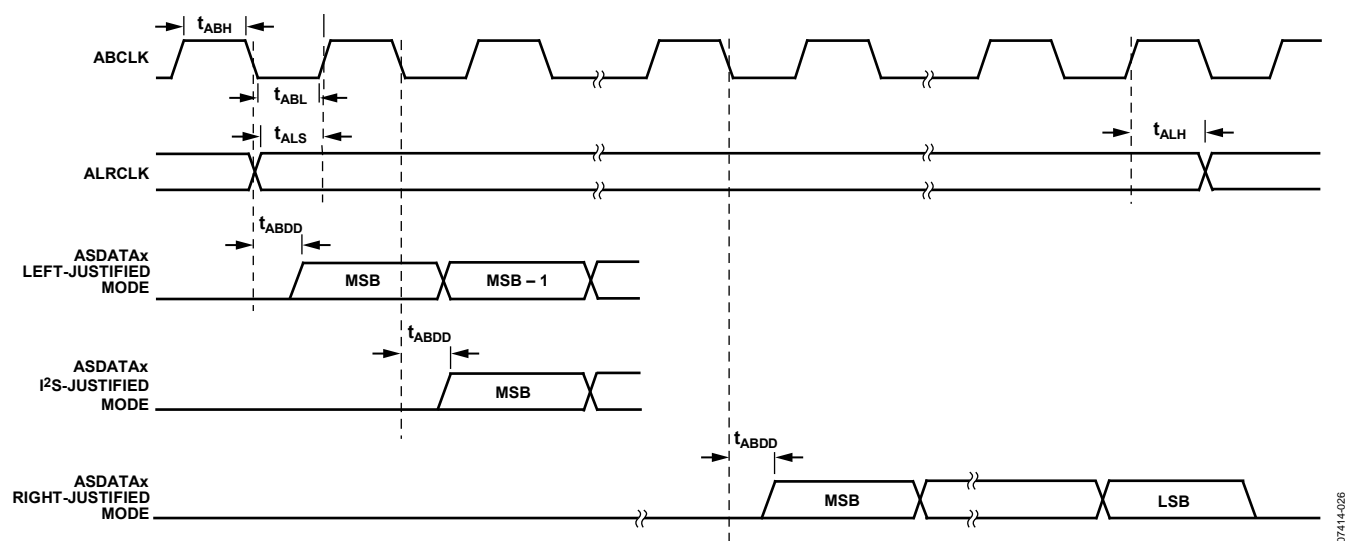 tABH
ABCLK
tABL
tALS
tALH
ALRCLK
tABDD
ASDATAx
LEFT-JUSTIFIED
MODE
MSB
MSB – 1
tABDD
ASDATAx
I²S-JUSTIFIED
MODE
MSB
tABDD
ASDATAx
RIGHT-JUSTIFIED
MODE
MSB
LSB
07414-026